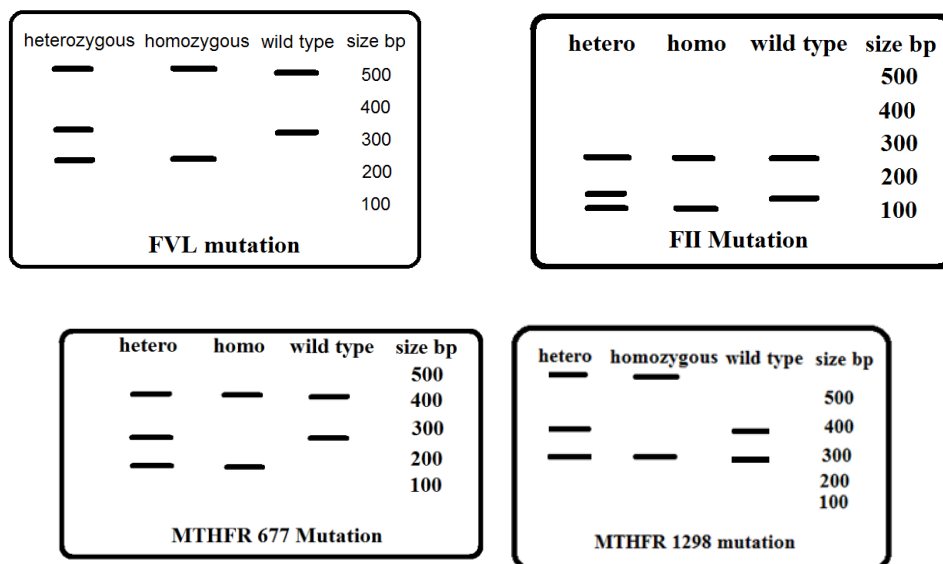 heterozygous homozygous wild type size bp
500
400
300
200
100
FVL mutation
hetero homo wild type size bp
500
400
300
200
100
FII Mutation
hetero homo wild type size bp
500
400
300
200
100
MTHFR 677 Mutation
hetero homozygous wild type size bp
500
400
300
200
100
MTHFR 1298 mutation